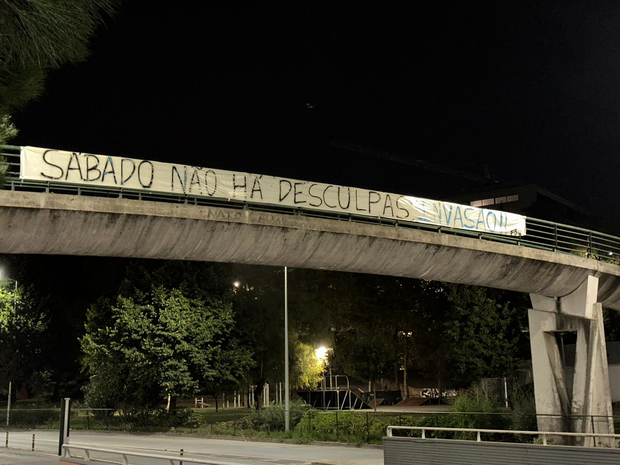 SÁBADO NÃO HÁ DESCULPAS INVASÃO!!